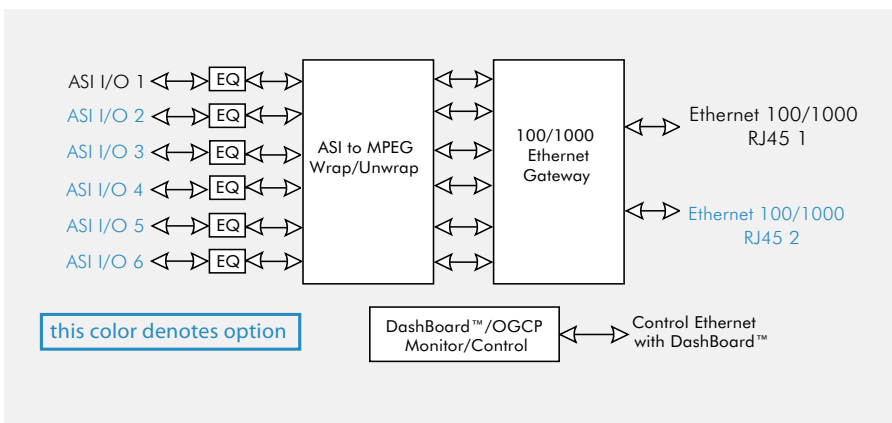 ASI I/O 1
EQ
ASI I/O 2
EQ
ASI I/O 3
EQ
ASI I/O 4
EQ
ASI I/O 5
EQ
ASI I/O 6
EQ
ASI to MPEG
Wrap/Unwrap
100/1000
Ethernet
Gateway
Ethernet 100/1000
RJ45 1
Ethernet 100/1000
RJ45 2
this color denotes option
DashBoard™/OGCP
Monitor/Control
Control Ethernet
with DashBoard™